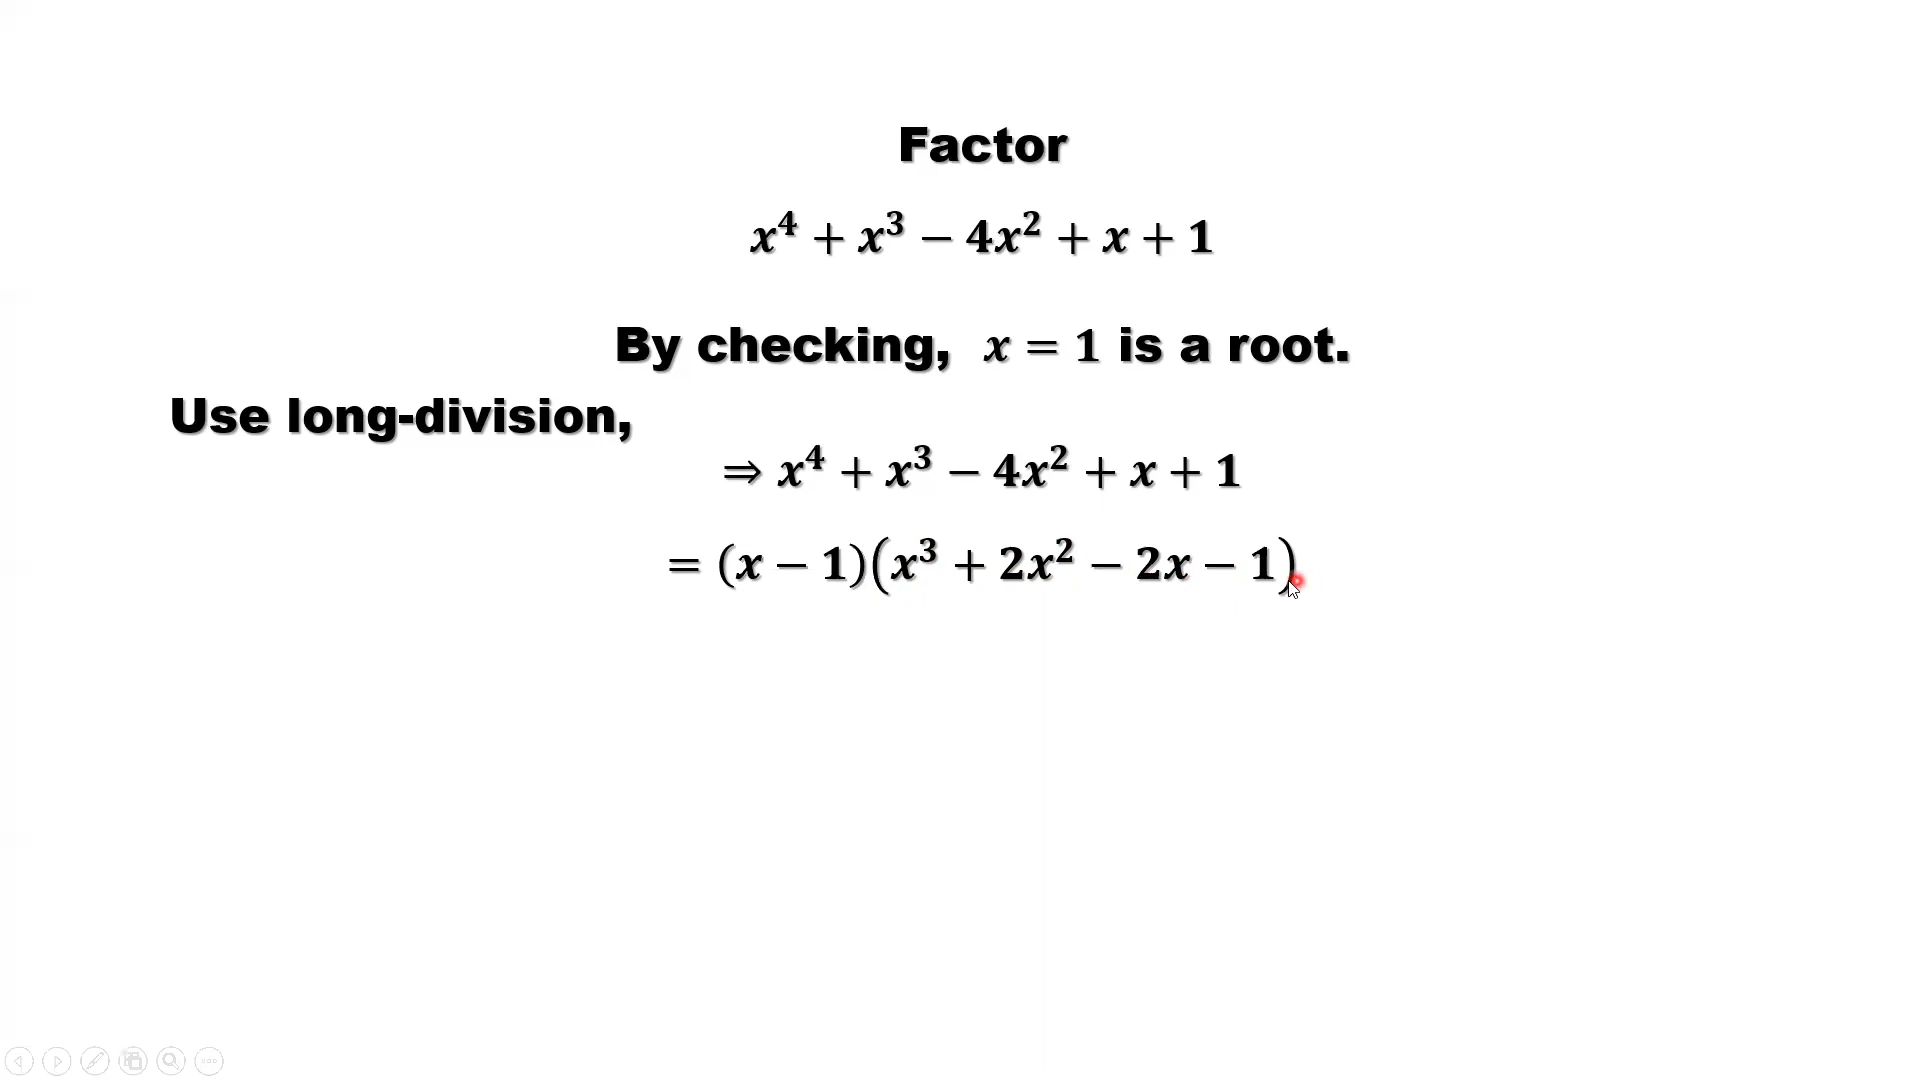 Factor
x⁴ + x³ − 4x² + x + 1
By checking, x = 1 is a root.
Use long-division,
⇒ x⁴ + x³ − 4x² + x + 1
= (x − 1)(x³ + 2x² − 2x − 1)